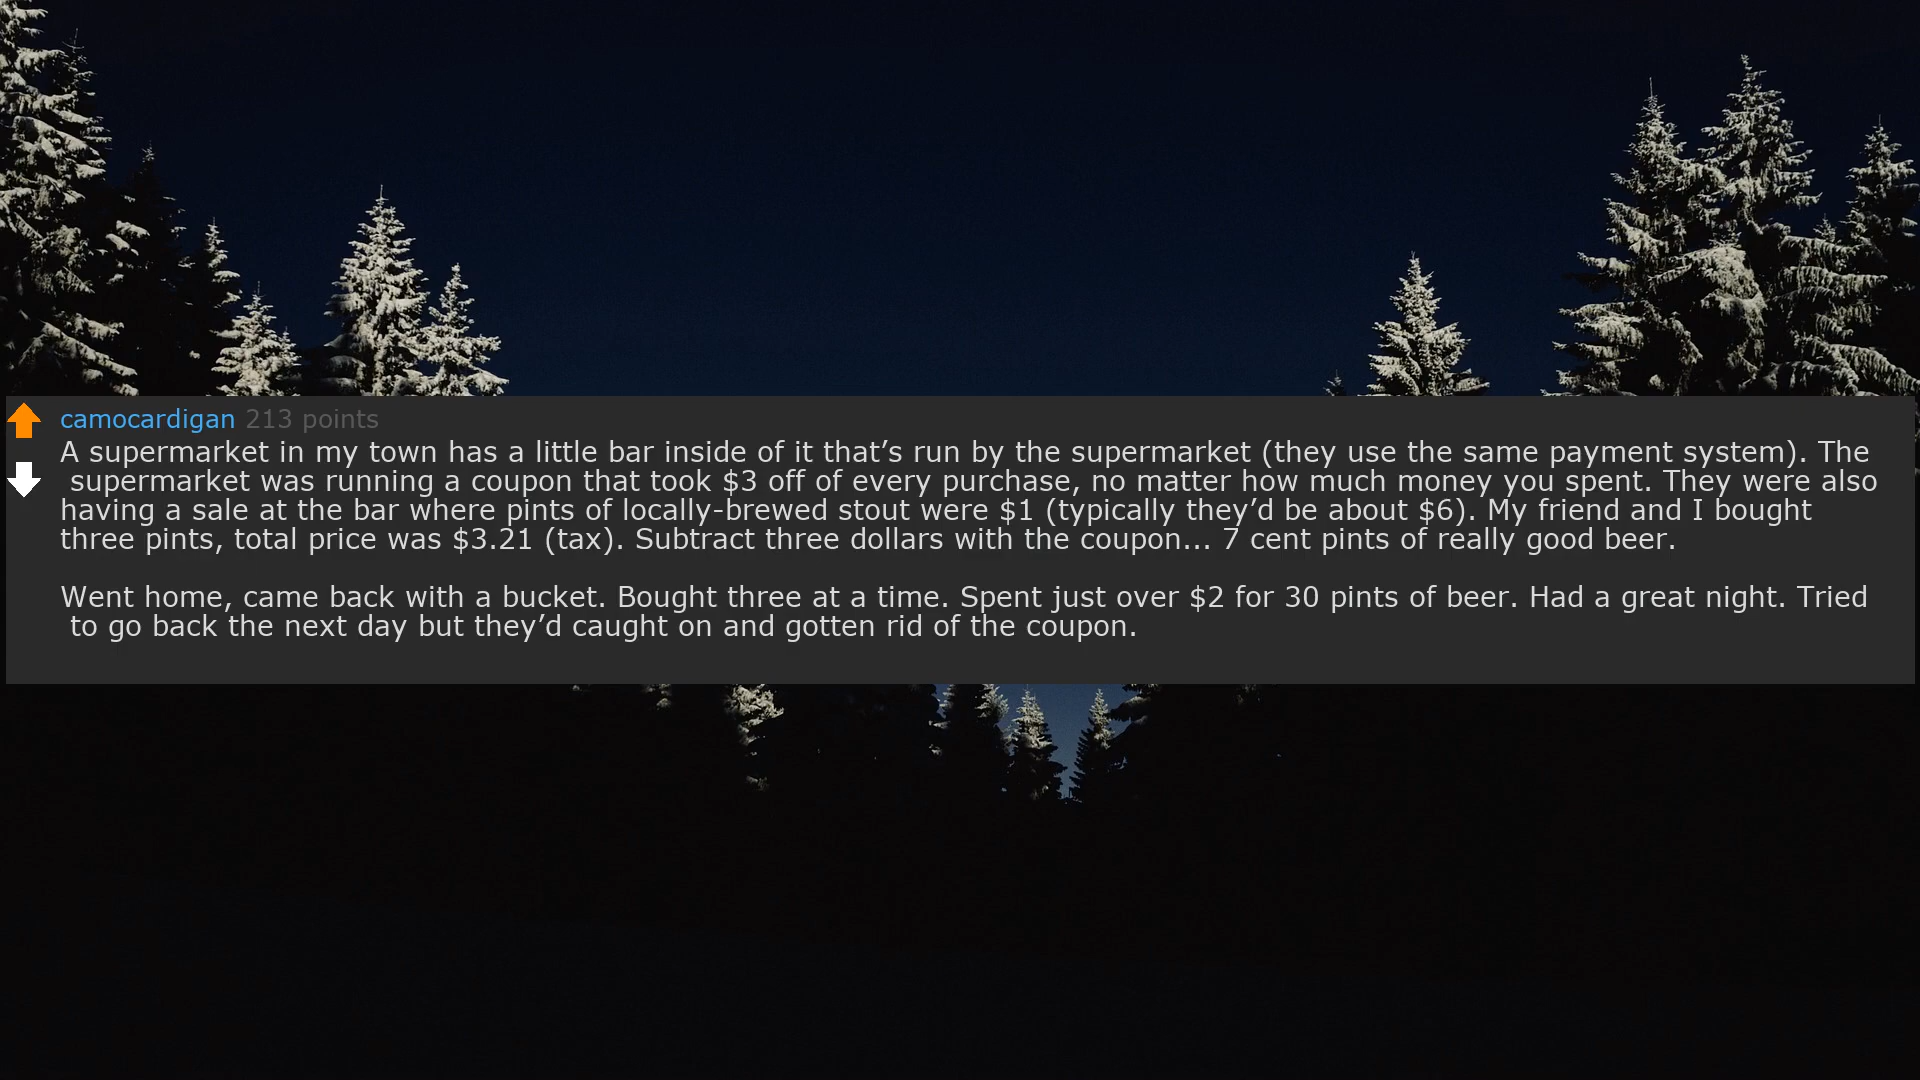 camocardigan 213 points
A supermarket in my town has a little bar inside of it that’s run by the supermarket (they use the same payment system). The
supermarket was running a coupon that took $3 off of every purchase, no matter how much money you spent. They were also
having a sale at the bar where pints of locally-brewed stout were $1 (typically they’d be about $6). My friend and I bought
three pints, total price was $3.21 (tax). Subtract three dollars with the coupon... 7 cent pints of really good beer.
Went home, came back with a bucket. Bought three at a time. Spent just over $2 for 30 pints of beer. Had a great night. Tried
to go back the next day but they’d caught on and gotten rid of the coupon.